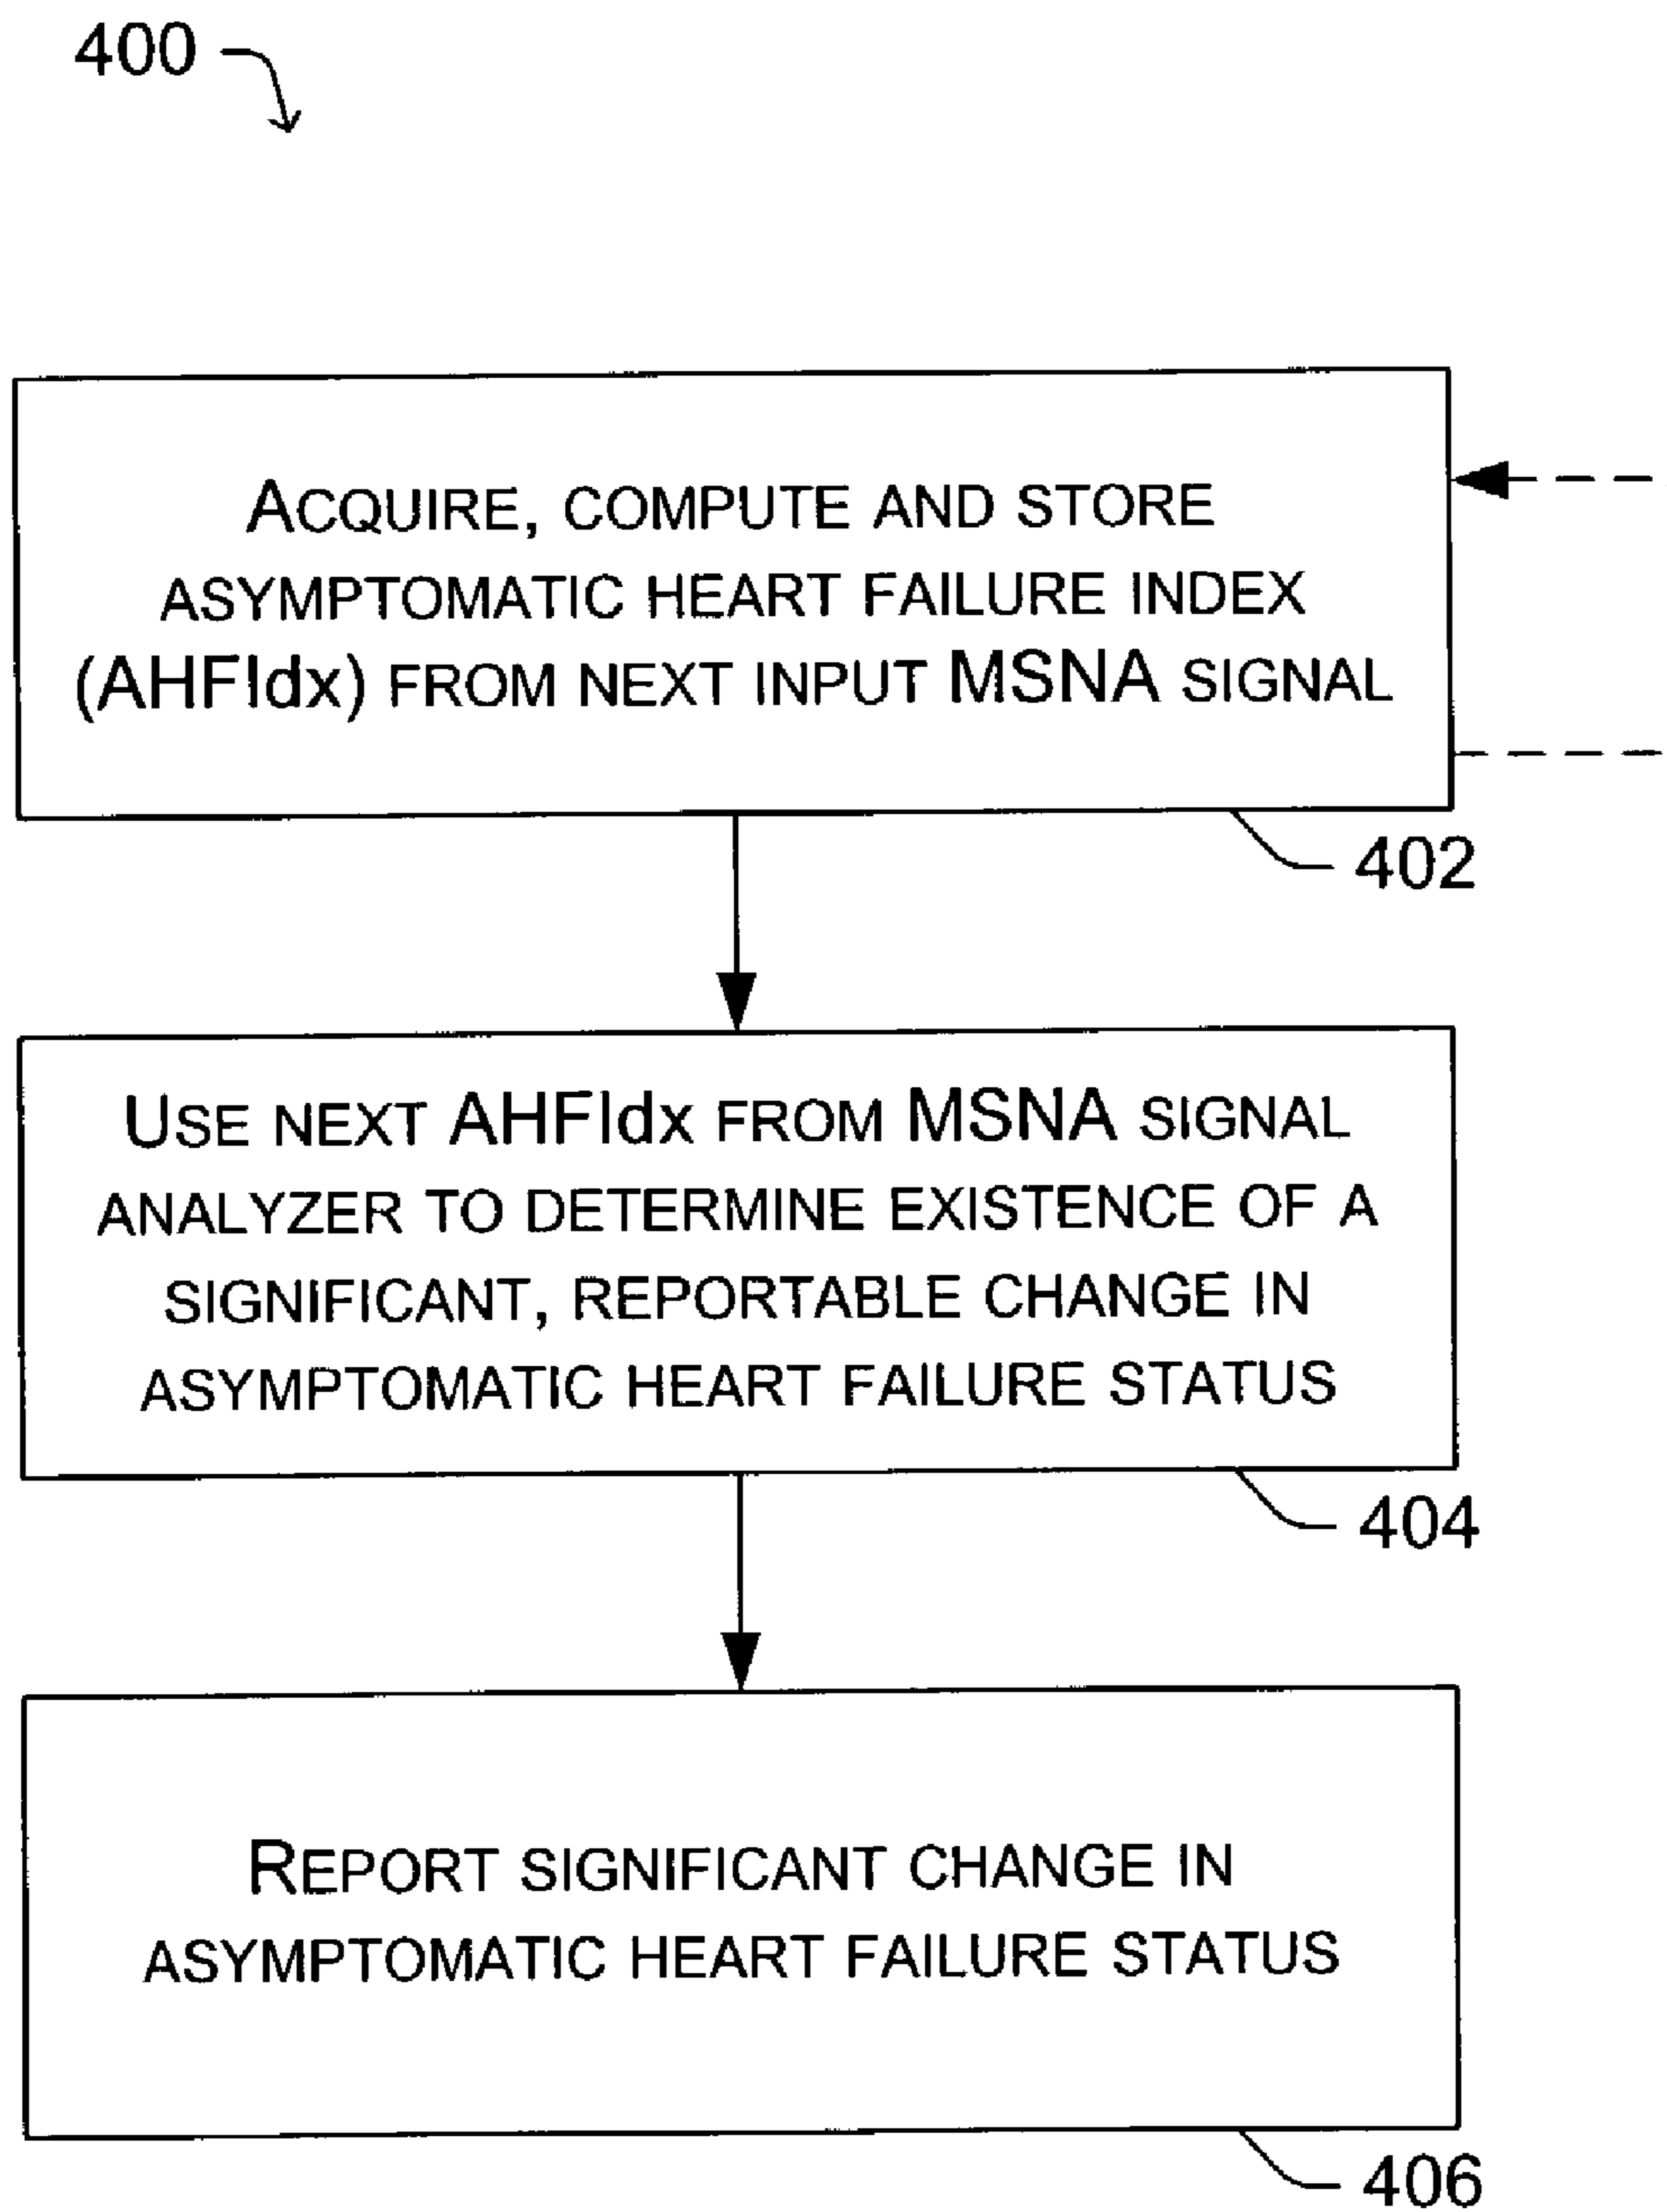 400
ACQUIRE, COMPUTE AND STORE
ASYMPTOMATIC HEART FAILURE INDEX
(AHFIdx) FROM NEXT INPUT MSNA SIGNAL
402
USE NEXT AHFIdx FROM MSNA SIGNAL
ANALYZER TO DETERMINE EXISTENCE OF A
SIGNIFICANT, REPORTABLE CHANGE IN
ASYMPTOMATIC HEART FAILURE STATUS
404
REPORT SIGNIFICANT CHANGE IN
ASYMPTOMATIC HEART FAILURE STATUS
406